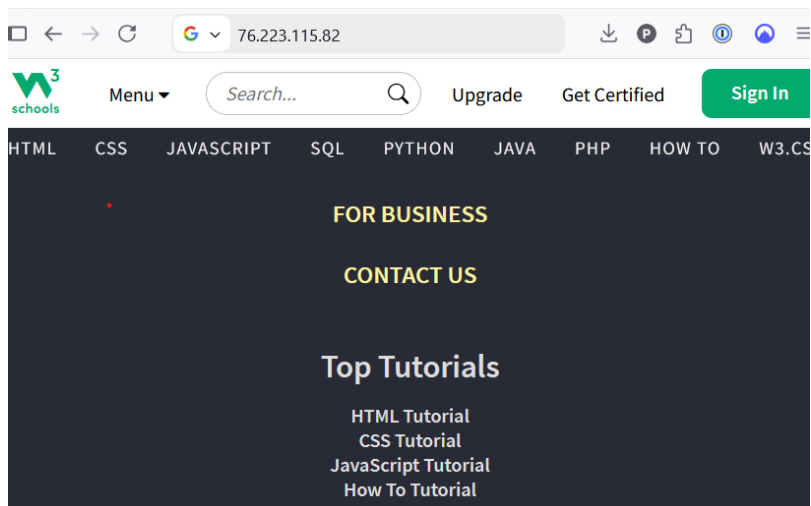 76.223.115.82
3
schools
Menu
Search...
Upgrade
Get Certified
Sign In
HTML CSS JAVASCRIPT SQL PYTHON JAVA PHP HOW TO W3.CS
FOR BUSINESS
CONTACT US
Top Tutorials
HTML Tutorial
CSS Tutorial
JavaScript Tutorial
How To Tutorial